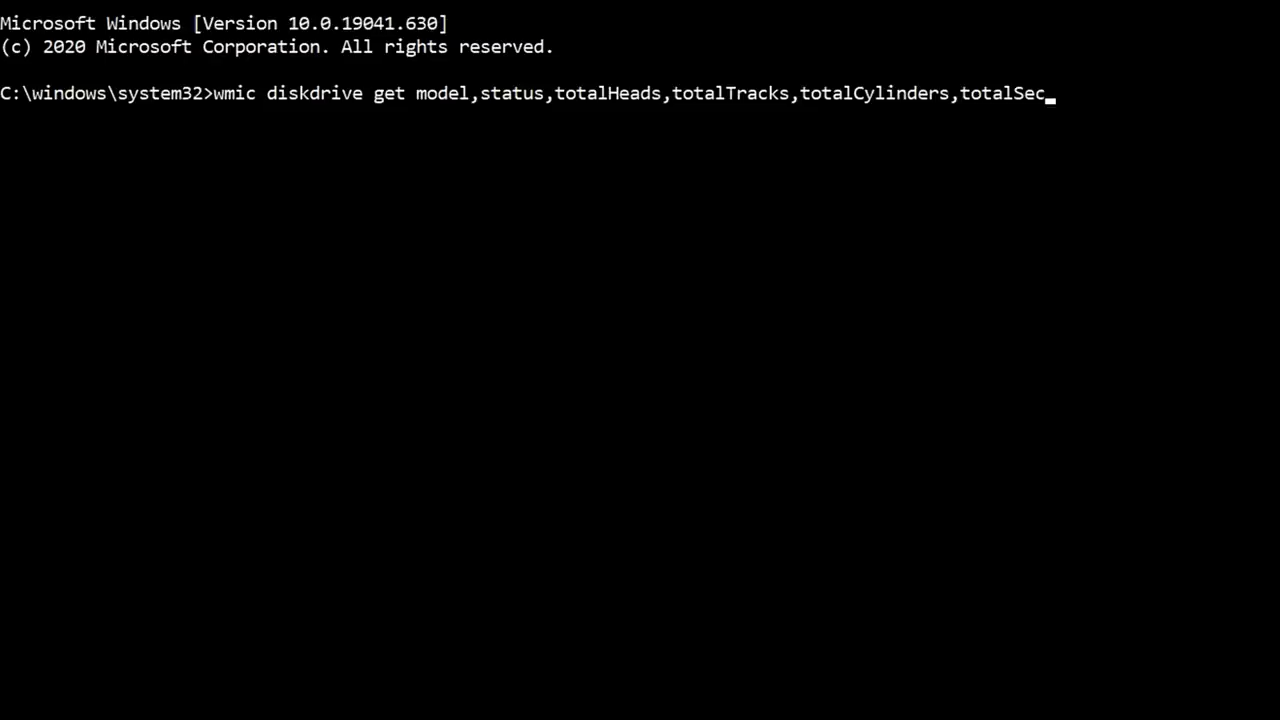 Microsoft Windows [Version 10.0.19041.630]
(c) 2020 Microsoft Corporation. All rights reserved.
C:\windows\system32>wmic diskdrive get model,status,totalHeads,totalTracks,totalCylinders,totalSec